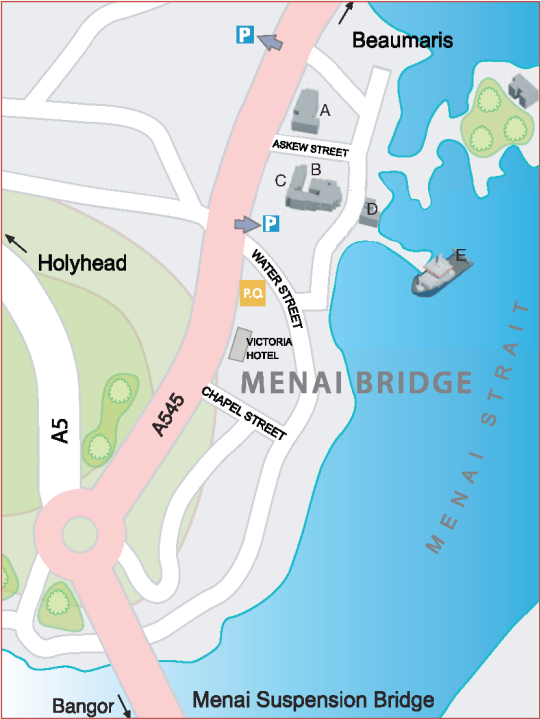 P
Beaumaris
A
ASKEW STREET
B
C
D
P
Holyhead
E
WATER STREET
P.O.
VICTORIA
HOTEL
MENAI BRIDGE
MENAI STRAIT
CHAPEL STREET
A545
A5
Menai Suspension Bridge
Bangor